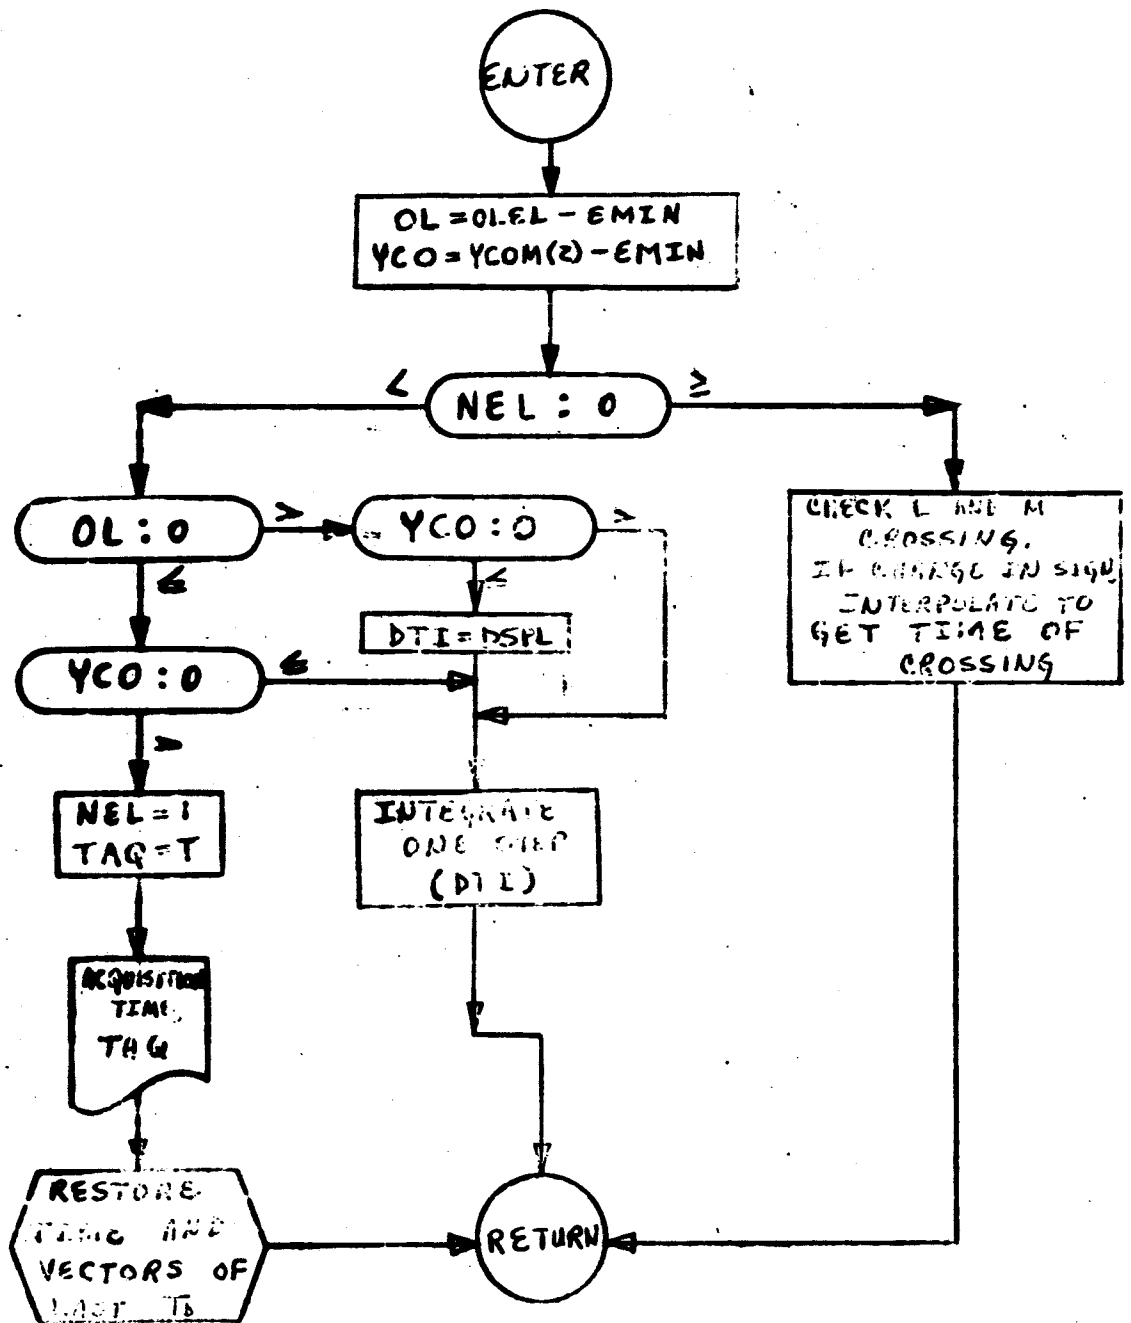 ENTER
OL = OLEL - EMIN
YCO = YCOM(2) - EMIN
<
NEL : 0
≥
OL : 0
>
YCO : 0
>
≤
≤
DTI = DSPL
YCO : 0
≤
>
CHECK L AND M
CROSSING.
IF CHANGE IN SIGN,
INTERPOLATE TO
GET TIME OF
CROSSING
NEL = 1
TAQ = T
INTEGRATE
ONE STEP
(DTI)
ACQUISITION
TIME
TAQ
RESTORE
TIME AND
VECTORS OF
LAST
RETURN